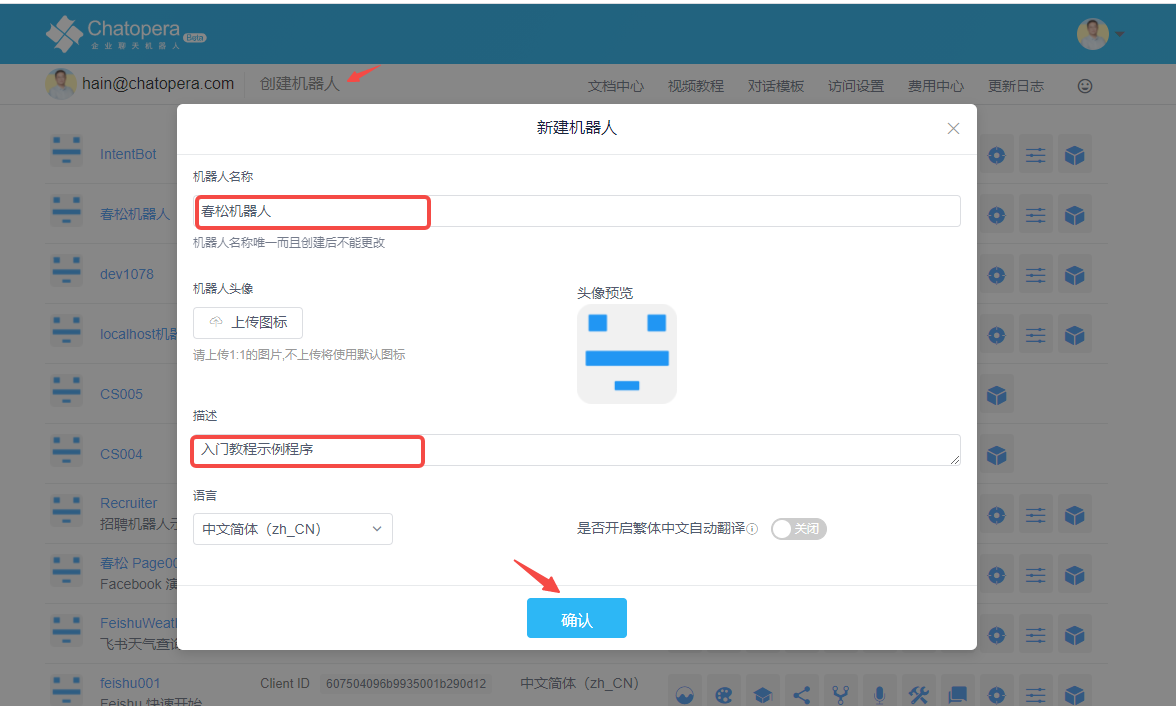 Chatopera Beta
企业聊天机器人
hain@chatopera.com 创建机器人 文档中心 视频教程 对话模板 访问设置 费用中心 更新日志
新建机器人
IntentBot
机器人名称
春松机器人
春松机器人
机器人名称唯一而且创建后不能更改
dev1078
机器人头像
头像预览
上传图标
localhost机
请上传1:1的图片,不上传将使用默认图标
CS005
描述
入门教程示例程序
CS004
语言
Recruiter
招聘机器人
中文简体（zh_CN）
是否开启繁体中文自动翻译
关闭
春松 Page00
Facebook 演
确认
FeishuWeat
飞书天气查
feishu001 Client ID 607504096b9935001b290d12 中文简体（zh_CN）
Feishu 快速开始